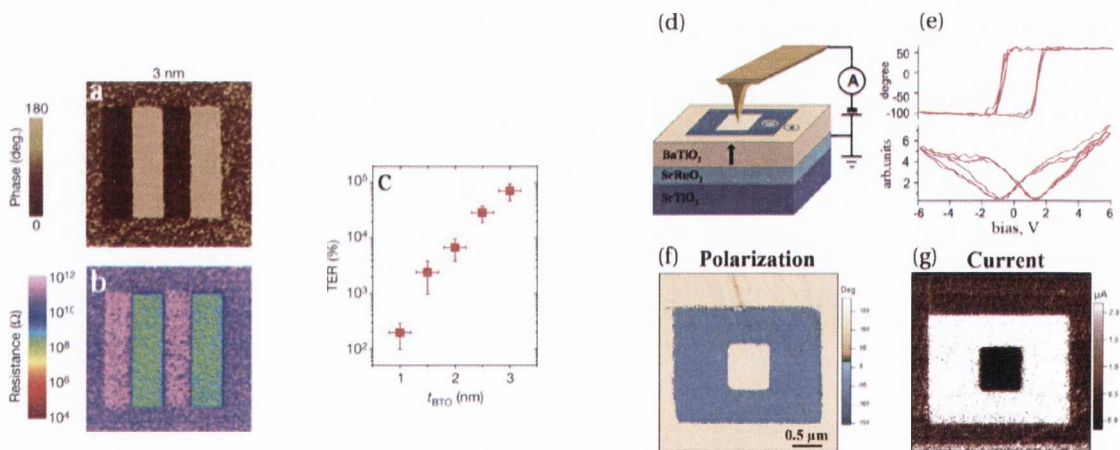 3 nm
a
180
Phase (deg.)
0
b
10¹²
10¹⁰
10⁸
10⁶
10⁴
Resistance (Ω)
C
10⁵
10⁴
10³
10²
TER (%)
1
2
3
t_BTO (nm)
(d)
A
BaTiO₃
SrRuO₃
SrTiO₃
(e)
50
0
-50
-100
degree
6
4
2
arb.units
-6
-4
-2
0
2
4
6
bias, V
(f)
Polarization
Deg
0.5 µm
(g)
Current
µA